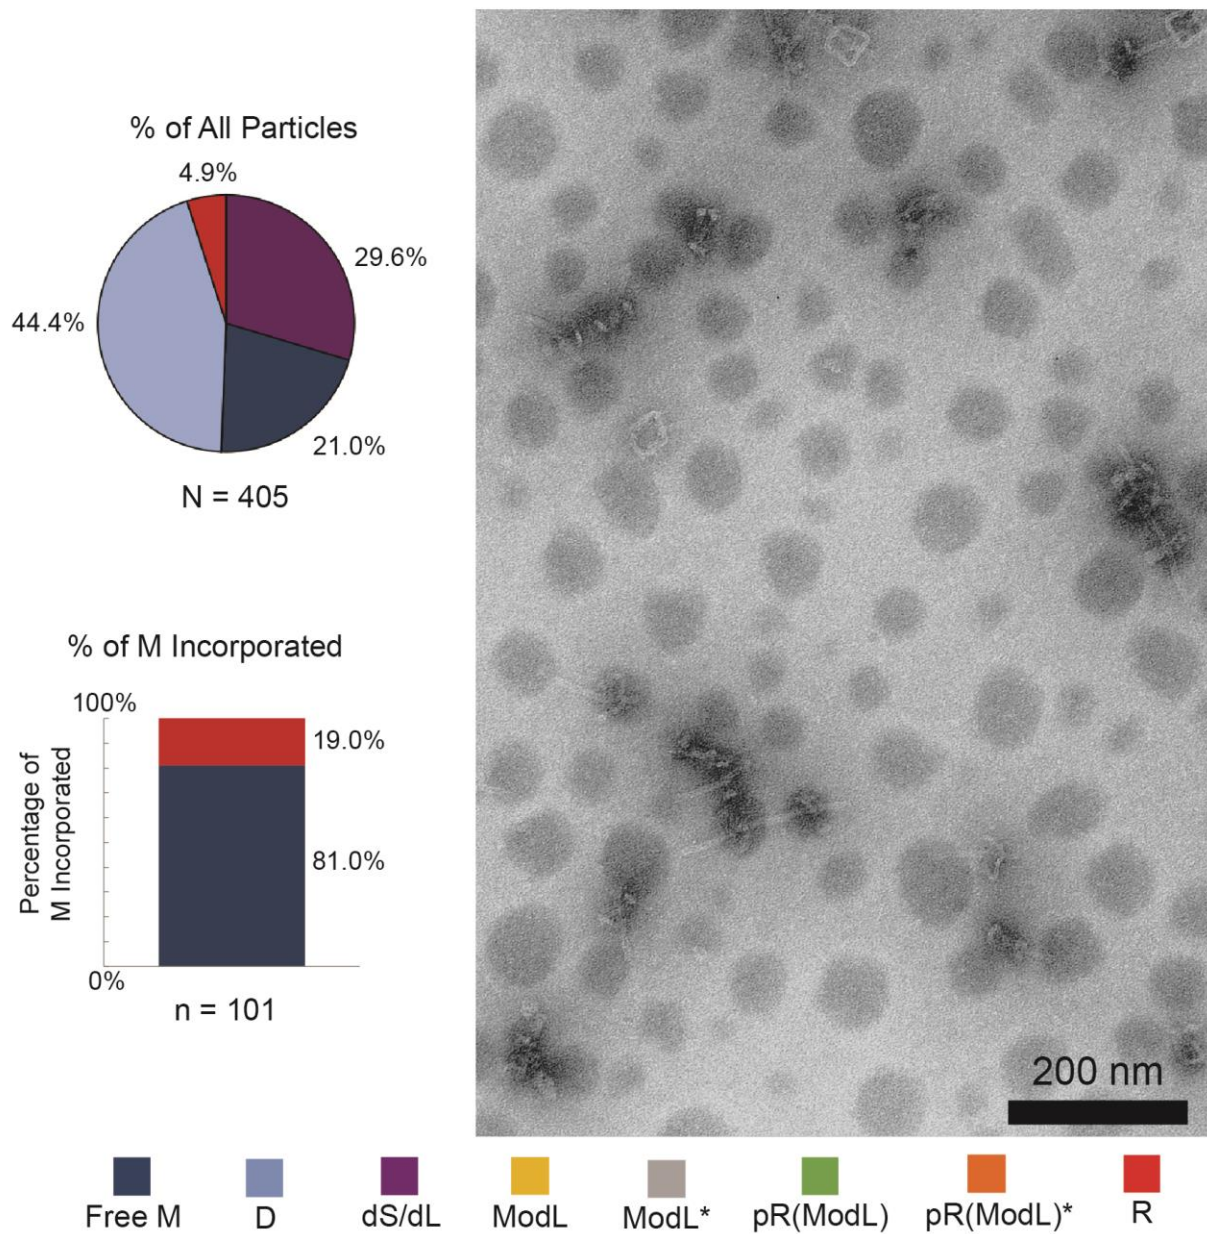 % of All Particles
4.9%
29.6%
44.4%
21.0%
N = 405
% of M Incorporated
100%
19.0%
Percentage of
M Incorporated
81.0%
0%
n = 101
200 nm
Free M
D
dS/dL
ModL
ModL*
pR(ModL)
pR(ModL)*
R